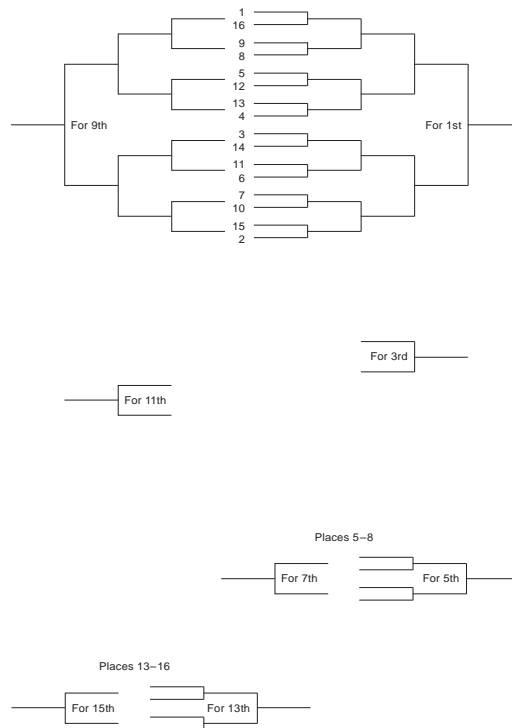 1
16
9
8
5
12
13
4
For 9th
For 1st
3
14
11
6
7
10
15
2
For 3rd
For 11th
Places 5–8
For 7th
For 5th
Places 13–16
For 15th
For 13th